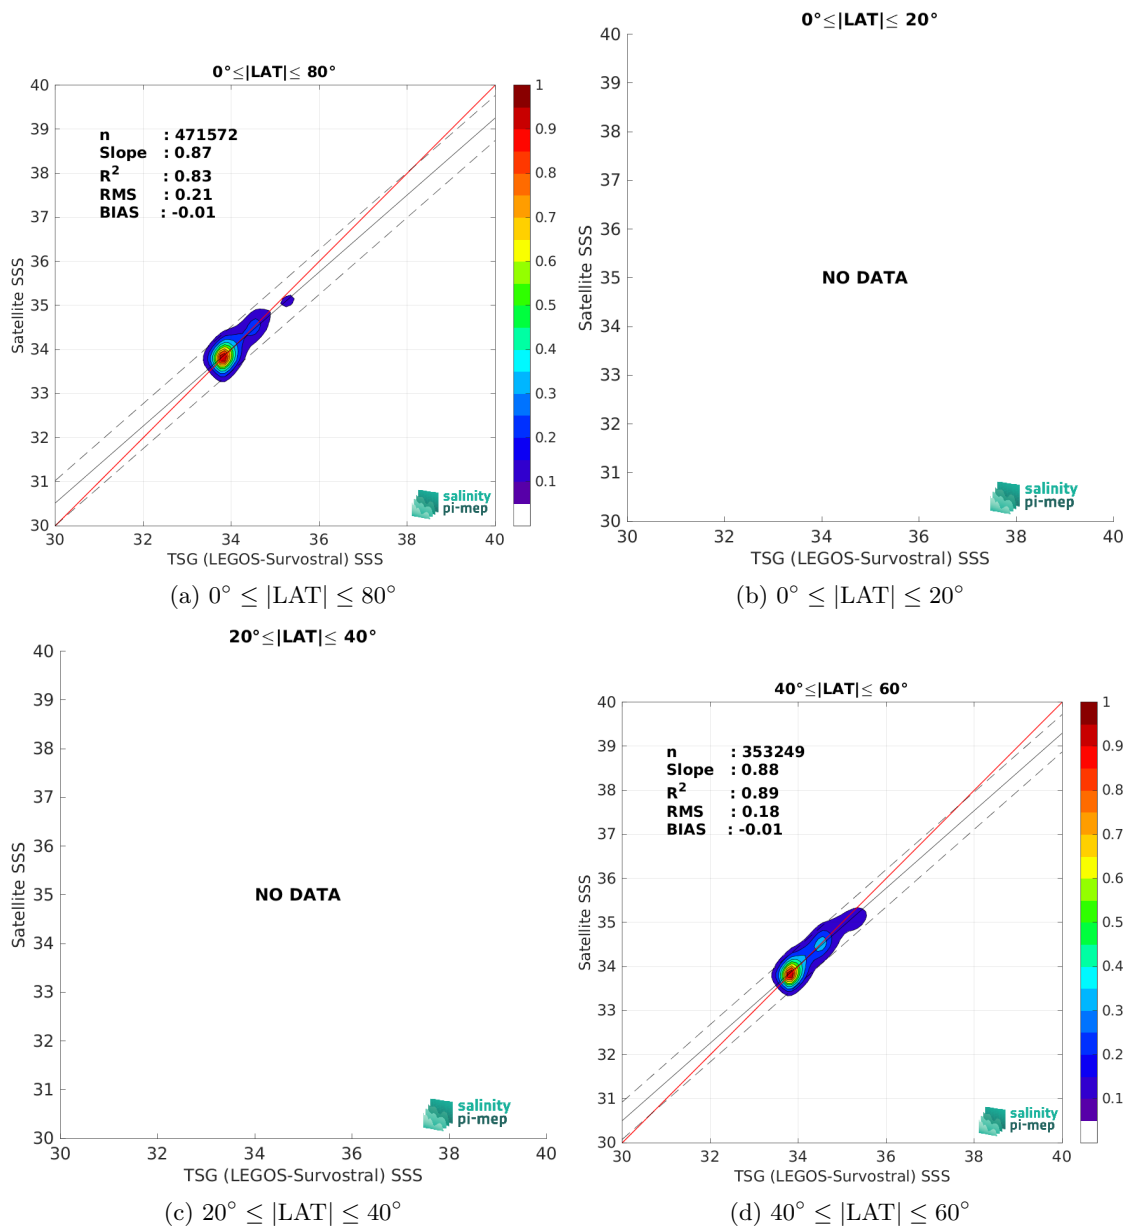 0°≤|LAT|≤ 80°
40
39
38
37
36
35
34
33
32
31
30
Satellite SSS
n : 471572
Slope : 0.87
R² : 0.83
RMS : 0.21
BIAS : -0.01
salinity
pi-mep
30 32 34 36 38 40
TSG (LEGOS-Survostral) SSS
1
0.9
0.8
0.7
0.6
0.5
0.4
0.3
0.2
0.1
(a) 0° ≤ |LAT| ≤ 80°
0°≤|LAT|≤ 20°
40
39
38
37
36
35
34
33
32
31
30
Satellite SSS
NO DATA
salinity
pi-mep
30 32 34 36 38 40
TSG (LEGOS-Survostral) SSS
(b) 0° ≤ |LAT| ≤ 20°
20°≤|LAT|≤ 40°
40
39
38
37
36
35
34
33
32
31
30
Satellite SSS
NO DATA
salinity
pi-mep
30 32 34 36 38 40
TSG (LEGOS-Survostral) SSS
(c) 20° ≤ |LAT| ≤ 40°
40°≤|LAT|≤ 60°
40
39
38
37
36
35
34
33
32
31
30
Satellite SSS
n : 353249
Slope : 0.88
R² : 0.89
RMS : 0.18
BIAS : -0.01
salinity
pi-mep
30 32 34 36 38 40
TSG (LEGOS-Survostral) SSS
1
0.9
0.8
0.7
0.6
0.5
0.4
0.3
0.2
0.1
(d) 40° ≤ |LAT| ≤ 60°